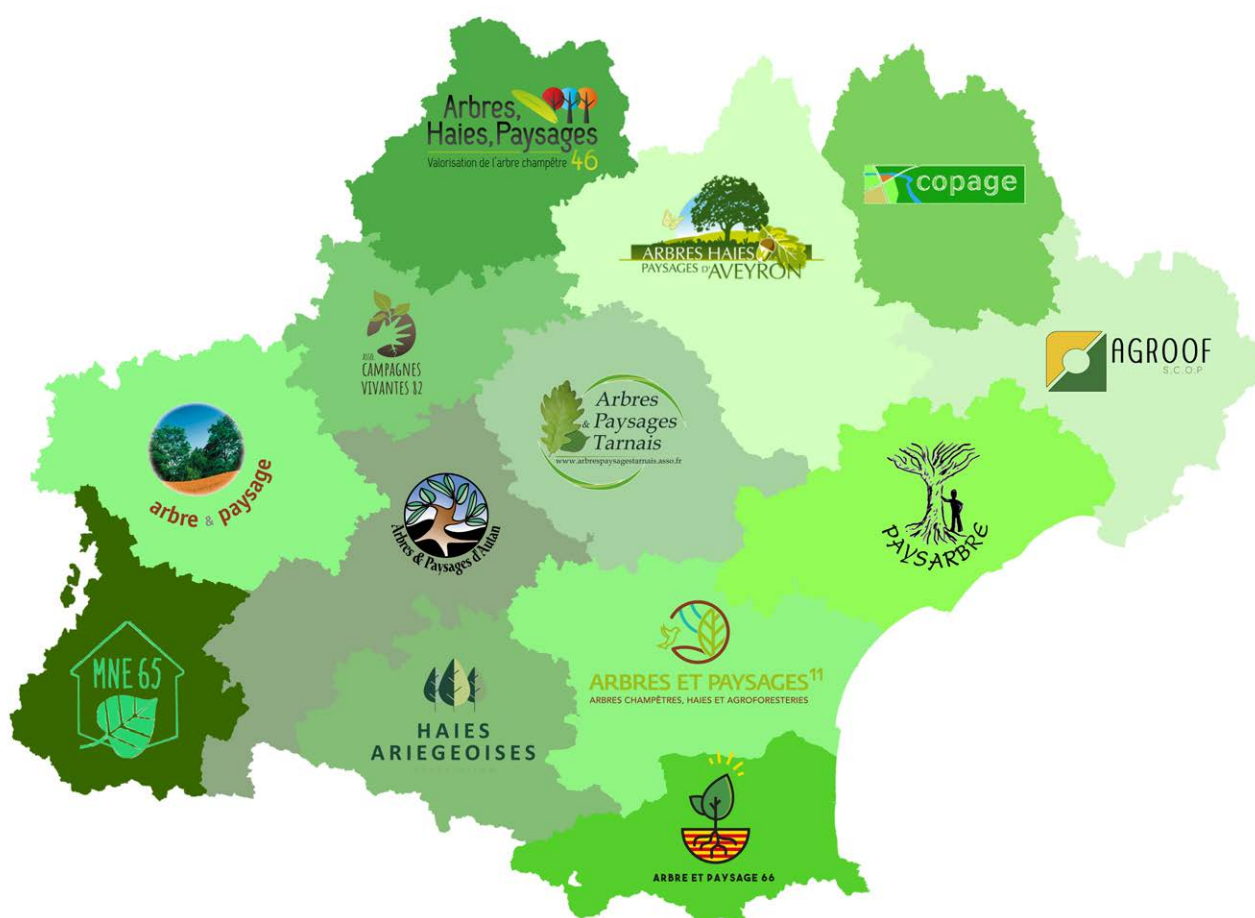 Arbres,
Haies, Paysages
Valorisation de l'arbre champêtre 46
copage
ARBRES HAIES
PAYSAGES D'AVEYRON
AGROOF
S.C.O.P
ASSO
CAMPAGNES
VIVANTES 82
Arbres
& Paysages
Tarnais
www.arbrespaysagestarnais.asso.fr
arbre & paysage
Arbres & Paysages d'Autan
PAYSARBRE
MNE 65
ARBRES ET PAYSAGES 11
ARBRES CHAMPÊTRES, HAIES ET AGROFORESTERIES
HAIES
ARIEGEOISES
ARBRE ET PAYSAGE 66